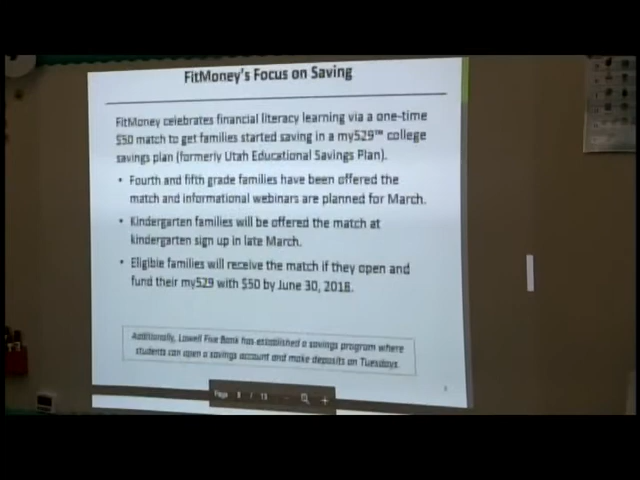 FitMoney's Focus on Saving
FitMoney celebrates financial literacy learning via a one-time
$50 match to get families started saving in a my529™ college
savings plan (formerly Utah Educational Savings Plan).
• Fourth and fifth grade families have been offered the
match and informational webinars are planned for March.
• Kindergarten families will be offered the match at
kindergarten sign up in late March.
• Eligible families will receive the match if they open and
fund their my529 with $50 by June 30, 2018.
Additionally, Lowell Five Bank has established a savings program where
students can open a savings account and make deposits on Tuesdays.
Page / 13